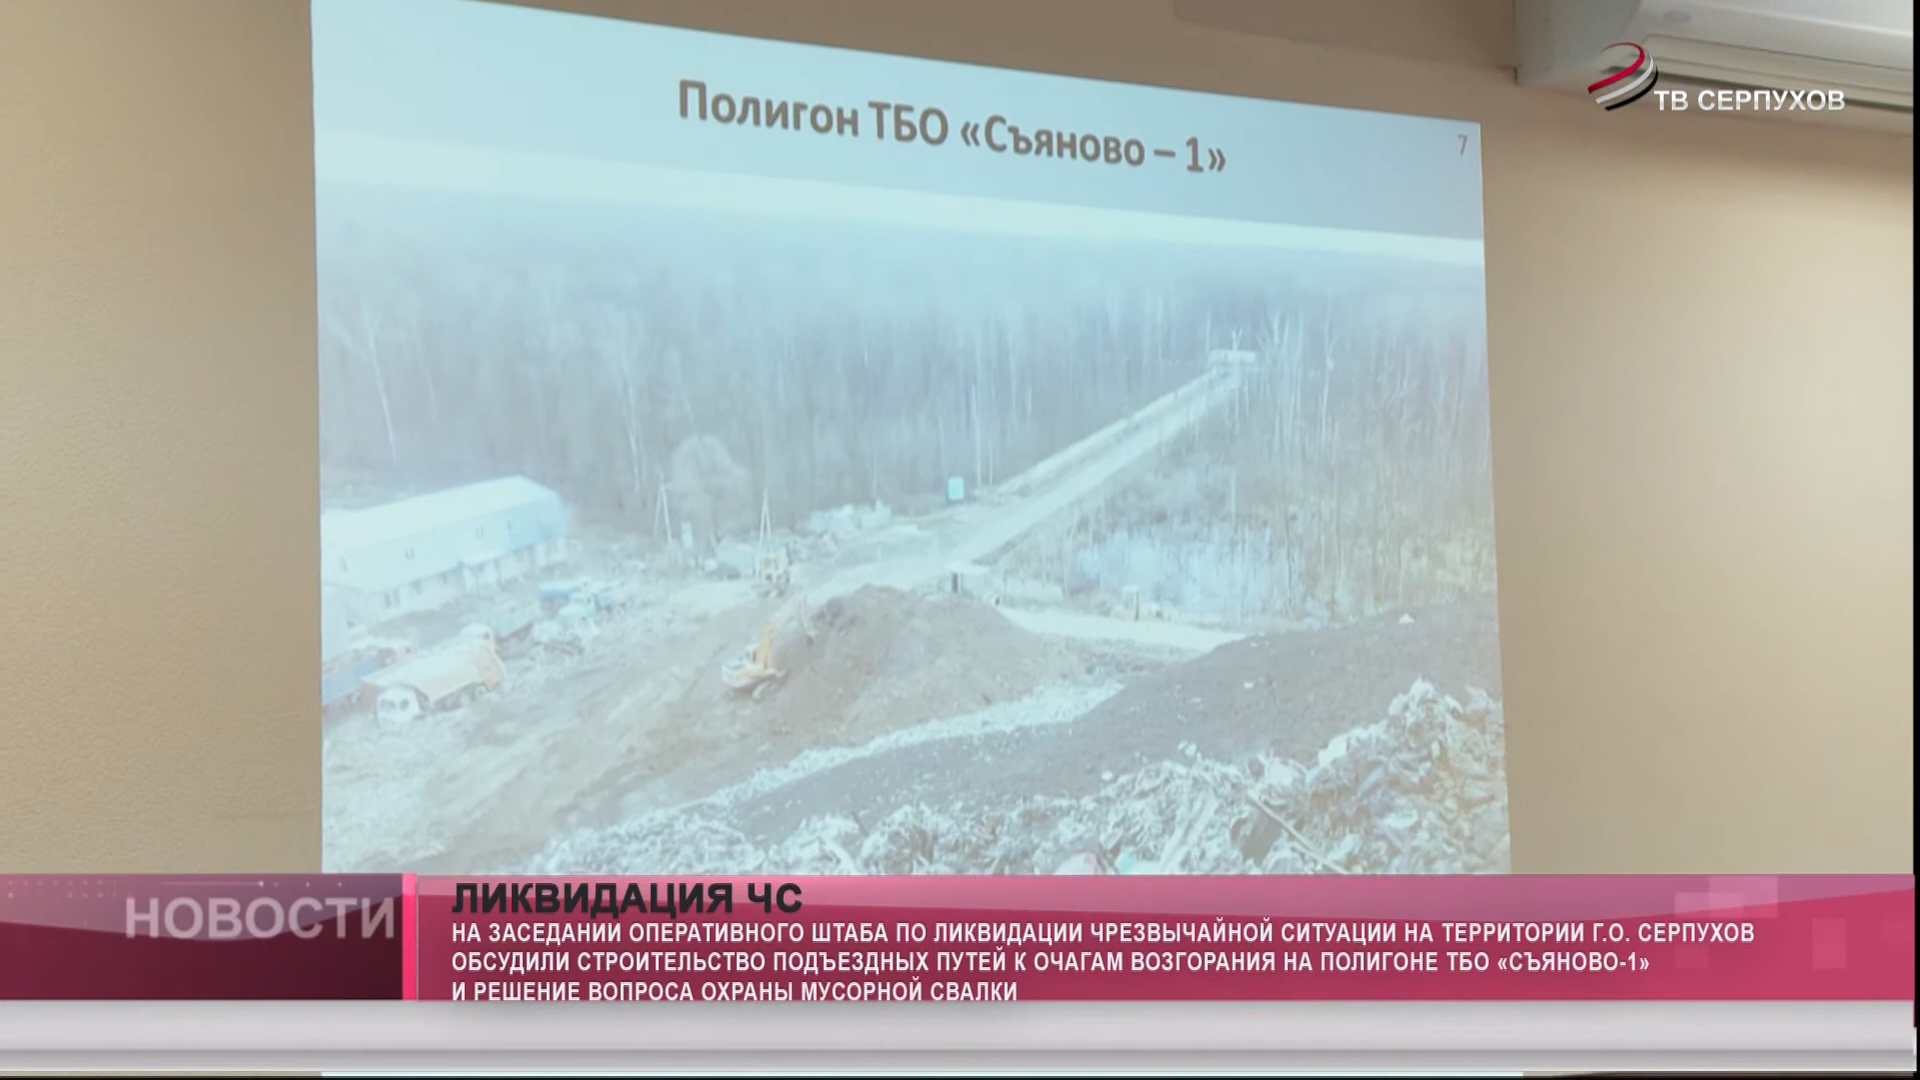 Полигон ТБО «Съяново – 1»
7
ТВ СЕРПУХОВ
НОВОСТИ
ЛИКВИДАЦИЯ ЧС
НА ЗАСЕДАНИИ ОПЕРАТИВНОГО ШТАБА ПО ЛИКВИДАЦИИ ЧРЕЗВЫЧАЙНОЙ СИТУАЦИИ НА ТЕРРИТОРИИ Г.О. СЕРПУХОВ
ОБСУДИЛИ СТРОИТЕЛЬСТВО ПОДЪЕЗДНЫХ ПУТЕЙ К ОЧАГАМ ВОЗГОРАНИЯ НА ПОЛИГОНЕ ТБО «СЪЯНОВО-1»
И РЕШЕНИЕ ВОПРОСА ОХРАНЫ МУСОРНОЙ СВАЛКИ